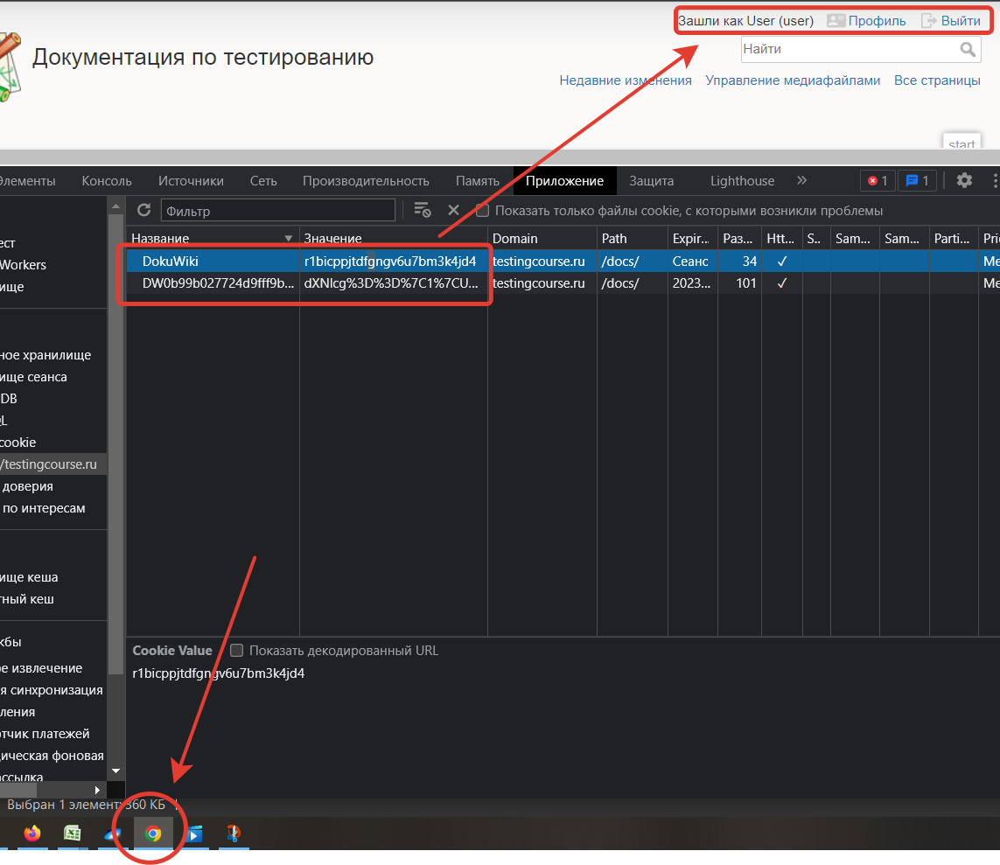 Зашли как User (user) Профиль Выйти
Документация по тестированию
Найти
Недавние изменения Управление медиафайлами Все страницы
start
Элементы Консоль Источники Сеть Производительность Память Приложение Защита Lighthouse » 1 1
Фильтр Показать только файлы cookie, с которыми возникли проблемы
Название Значение Domain Path Expir... Раз... Htt... S.. Sam... Sam... Parti... Pri
DokuWiki r1bicppjtdfgngv6u7bm3k4jd4 testingcourse.ru /docs/ Сеанс 34 ✓ Me
DW0b99b027724d9fff9b... dXNlcg%3D%3D%7C1%7CU... testingcourse.ru /docs/ 2023... 101 ✓ Me
ест
Workers
ище
ное хранилище
ище сеанса
DB
QL
cookie
/testingcourse.ru
доверия
по интересам
ище кеша
тный кеш
жбы
ое извлечение
я синхронизация
ления
отчик платежей
дическая фоновая
ассылка
Cookie Value Показать декодированный URL
r1bicppjtdfgngv6u7bm3k4jd4
Выбран 1 элемент: 360 КБ